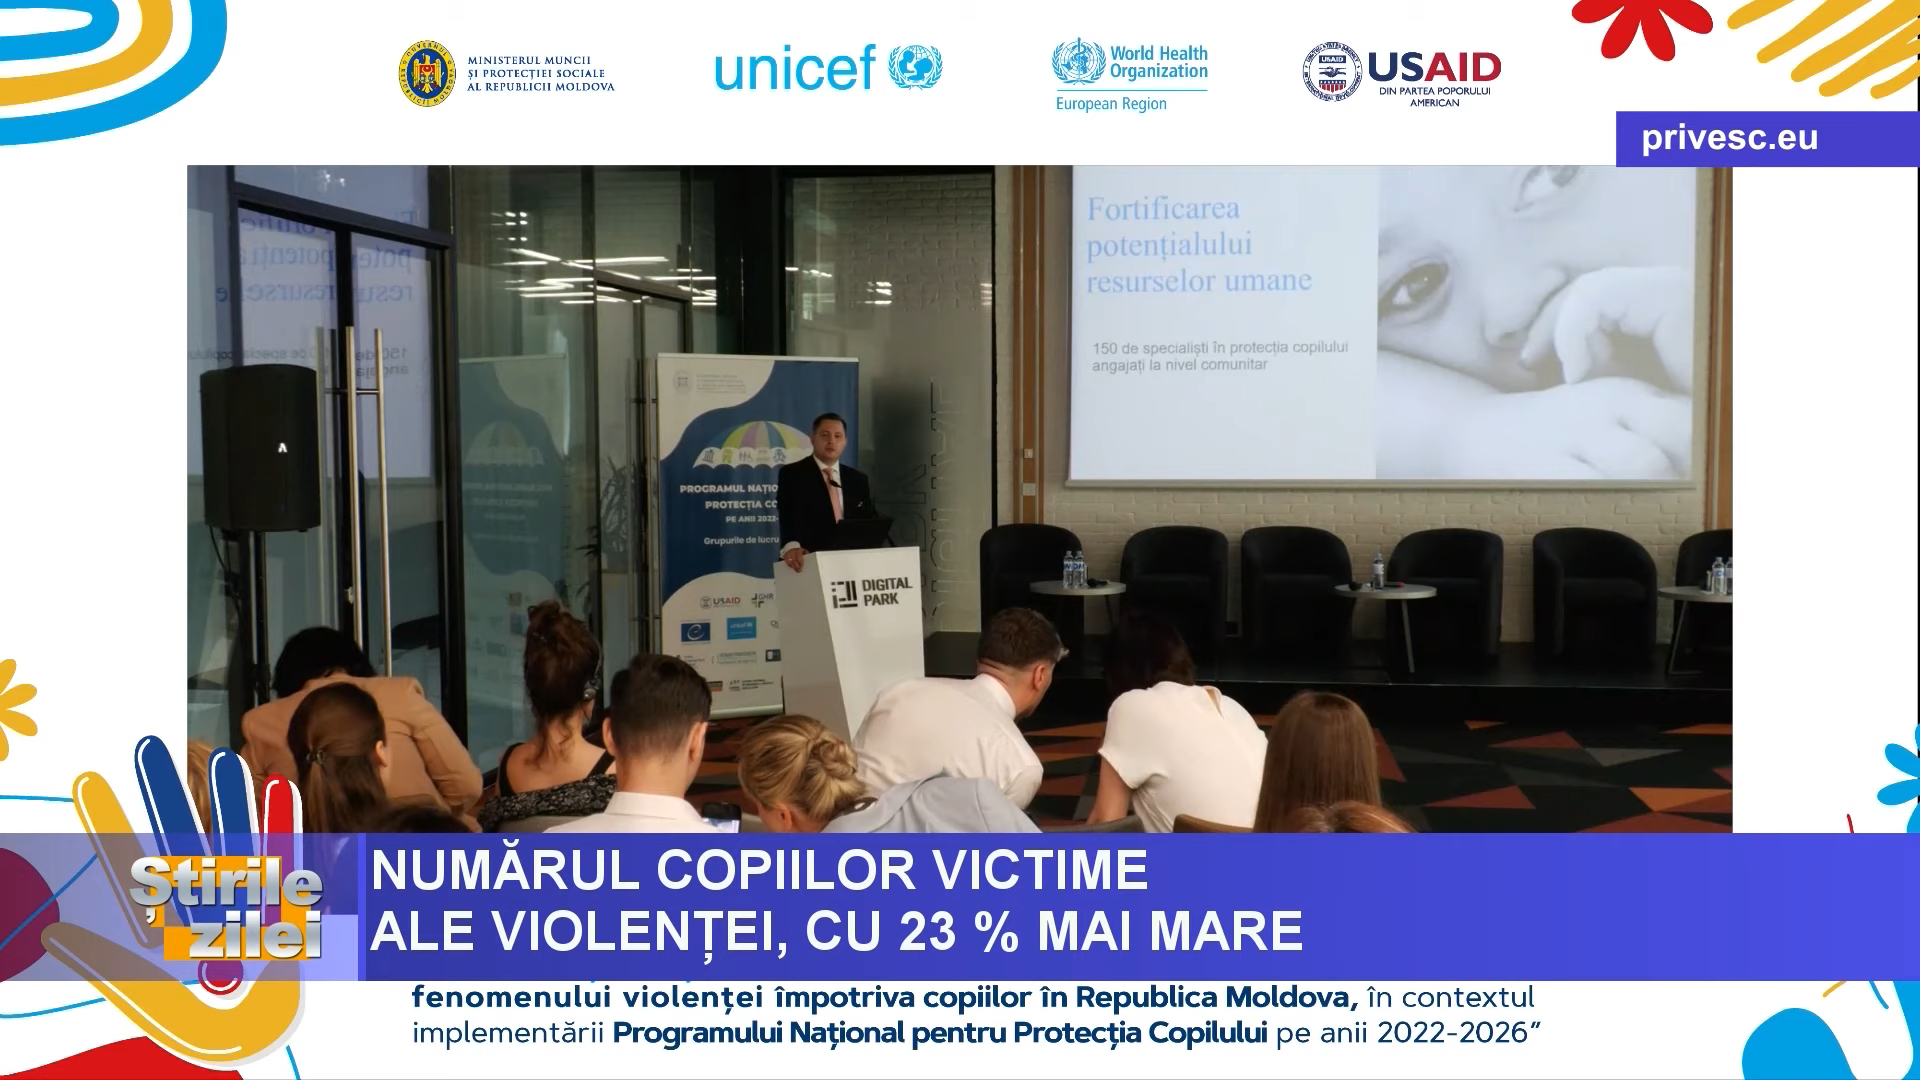 MINISTERUL MUNCII
ȘI PROTECȚIEI SOCIALE
AL REPUBLICII MOLDOVA
unicef
World Health
Organization
European Region
USAID
USAID
DIN PARTEA POPORULUI
AMERICAN
privesc.eu
Fortificarea
potențialului
resurselor umane
150 de specialiști în protecția copilului
angajați la nivel comunitar
PROGRAMUL NAȚIO
PROTECȚIA CO
PE ANII 2022-
Grupurile de lucru
USAID
unicef
DIGITAL
PARK
Știrile
zilei
NUMĂRUL COPIILOR VICTIME
ALE VIOLENȚEI, CU 23 % MAI MARE
fenomenului violenței împotriva copiilor în Republica Moldova, în contextul
implementării Programului Național pentru Protecția Copilului pe anii 2022-2026”